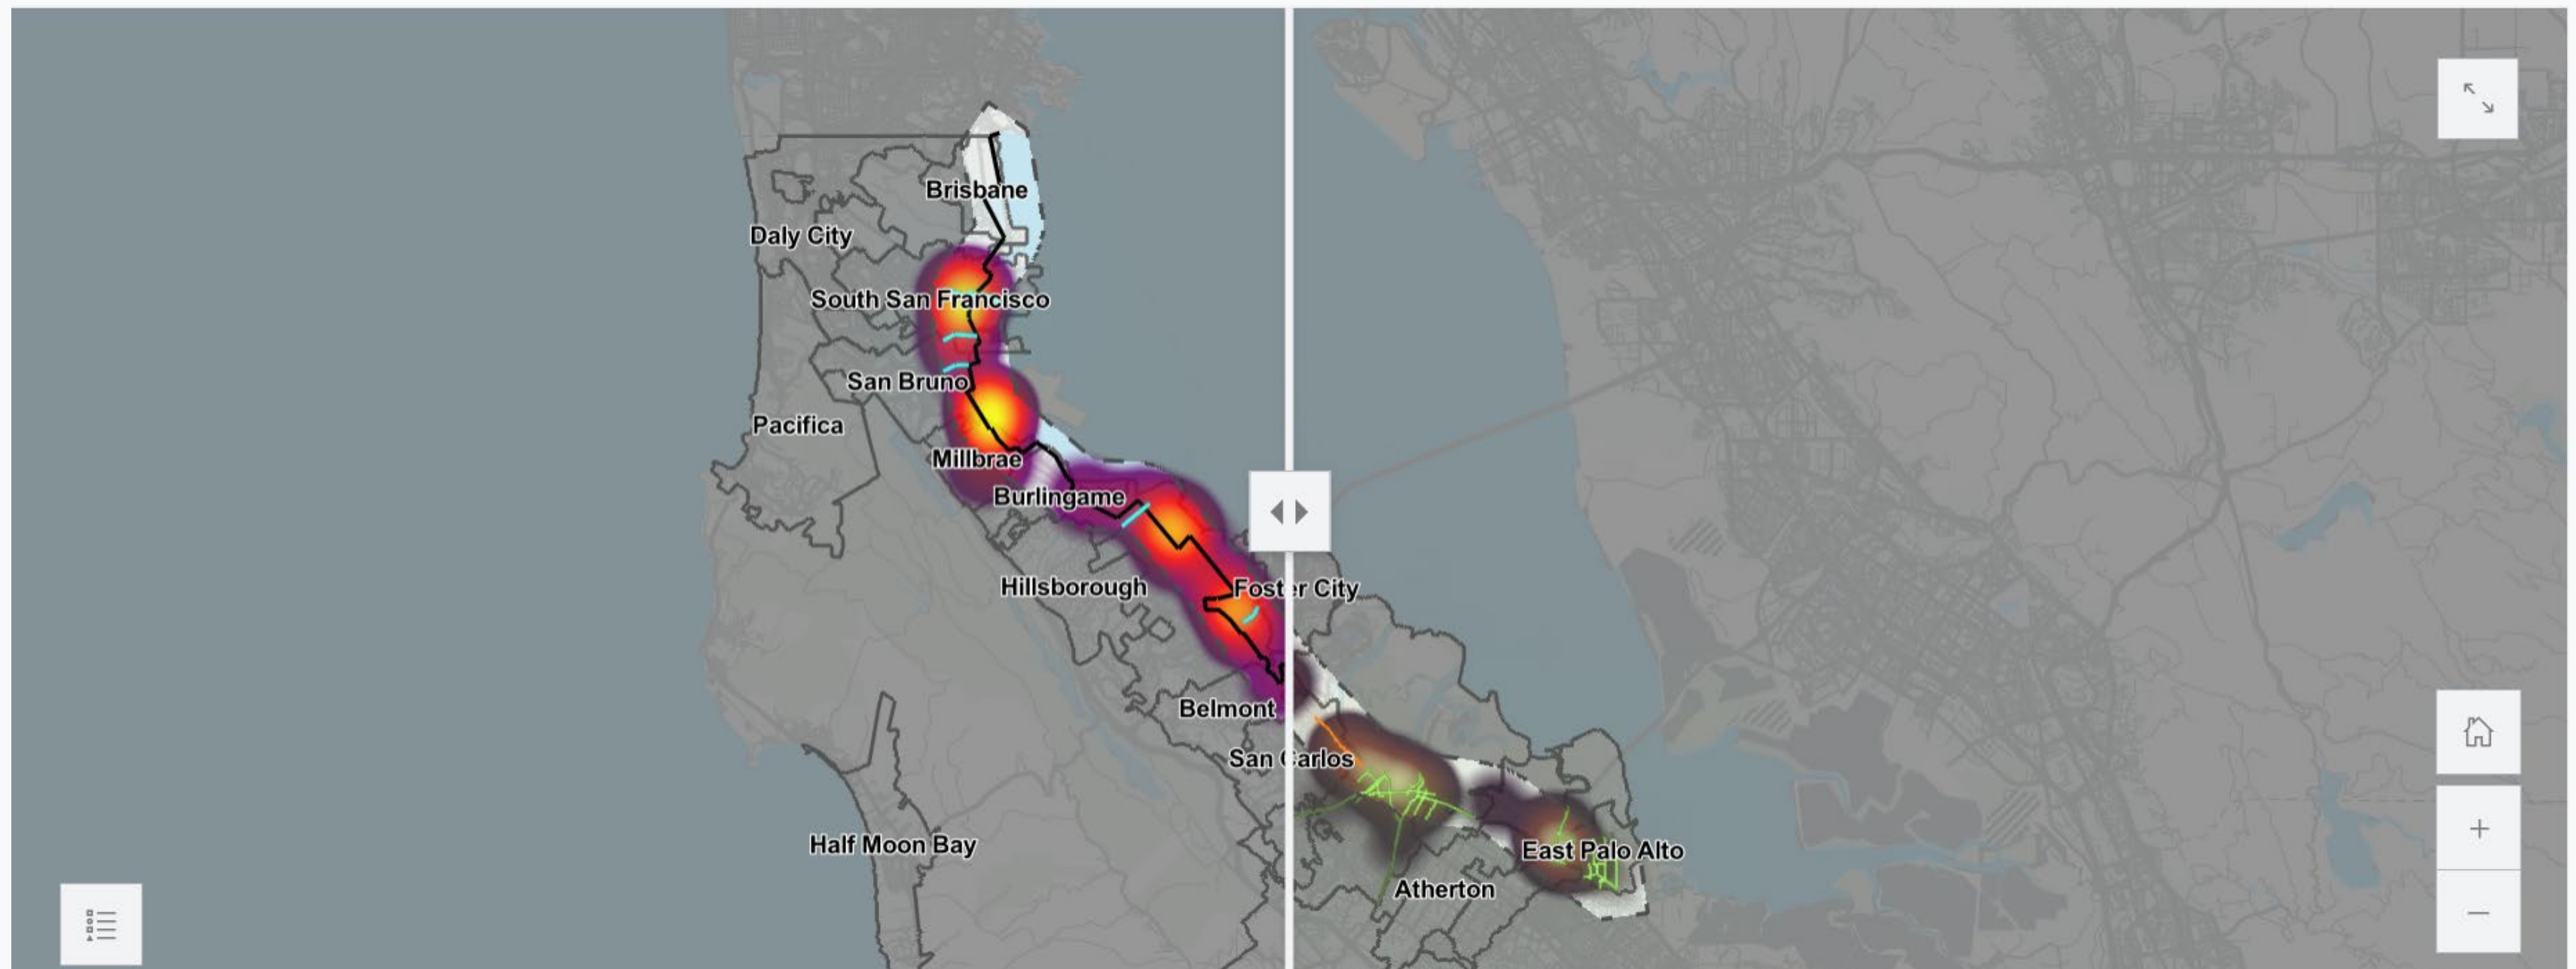 Brisbane
Daly City
South San Francisco
San Bruno
Pacifica
Millbrae
Burlingame
Hillsborough
Foster City
Belmont
San Carlos
Half Moon Bay
East Palo Alto
Atherton